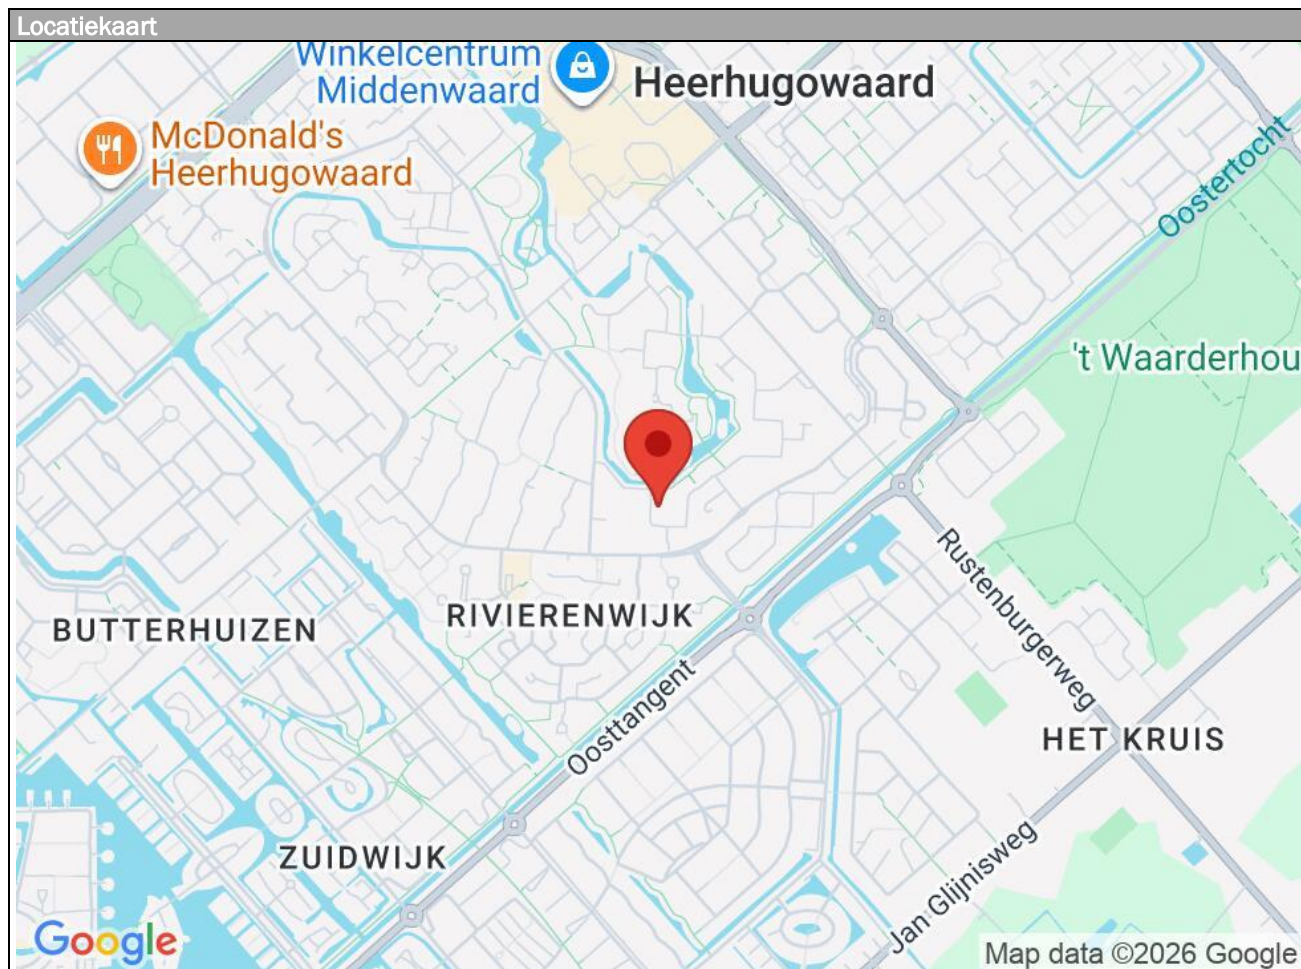 Locatiekaart
Winkelcentrum
Middenwaard
Heerhugowaard
McDonald's
Heerhugowaard
Oostertocht
't Waarderhou
Rustenburgerweg
RIVIERENWIJK
BUTTERHUIZEN
Oosttangent
HET KRUIS
ZUIDWIJK
Jan Glijnisweg
Google
Map data ©2026 Google